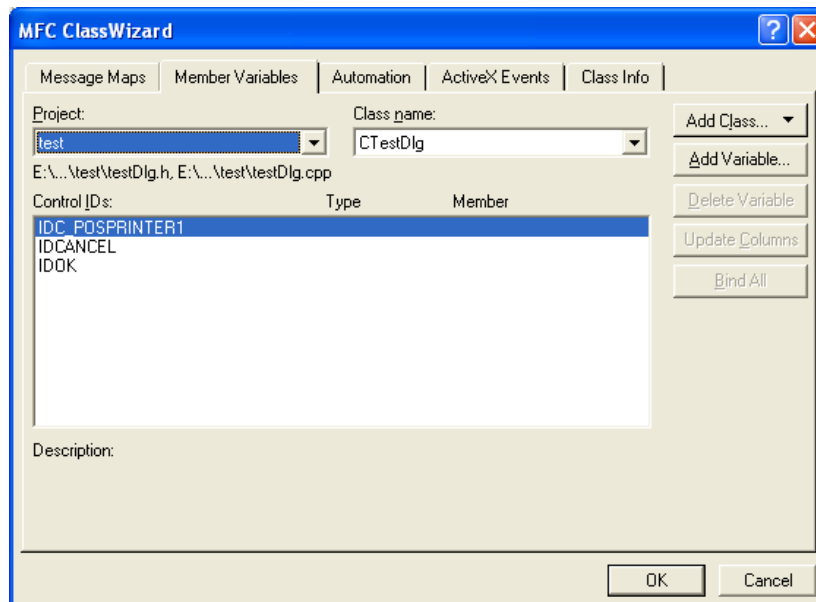 MFC ClassWizard
Message Maps Member Variables Automation ActiveX Events Class Info
Project: Class name:
test CTestDlg
Add Class...
E:\...\test\testDlg.h, E:\...\test\testDlg.cpp
Add Variable...
Control IDs: Type Member
Delete Variable
IDC_POSPRINTER1
IDCANCEL
Update Columns
IDOK
Bind All
Description:
OK Cancel